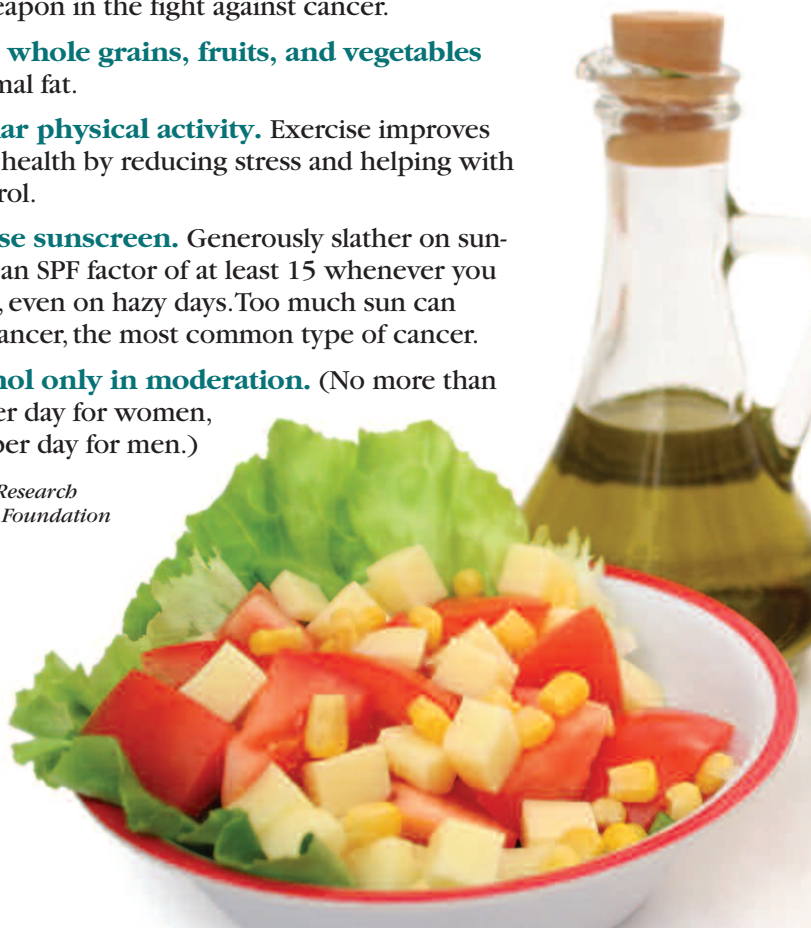 eapon in the fight against cancer.
whole grains, fruits, and vegetables
mal fat.
ar physical activity. Exercise improves
health by reducing stress and helping with
rol.
se sunscreen. Generously slather on sun-
an SPF factor of at least 15 whenever you
, even on hazy days. Too much sun can
ancer, the most common type of cancer.
nol only in moderation. (No more than
er day for women,
per day for men.)
Research
Foundation